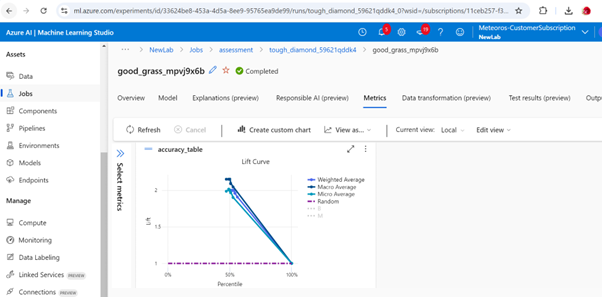 ml.azure.com/experiments/id/33624be8-453a-4d5a-8ee9-95765ea9de99/runs/tough_diamond_59621qddk4_0?wsid=/subscriptions/11ceb257-f3...
Azure AI | Machine Learning Studio
5
19
Meteoros-CustomerSubscription
NewLab
Assets
Data
Jobs
Components
Pipelines
Environments
Models
Endpoints
Manage
Compute
Monitoring
Data Labeling
Linked Services PREVIEW
Connections PREVIEW
... NewLab > Jobs > assessment > tough_diamond_59621qddk4 > good_grass_mpvj9x6b
good_grass_mpvj9x6b Completed
Overview Model Explanations (preview) Responsible AI (preview) Metrics Data transformation (preview) Test results (preview) Outp
Refresh Cancel Create custom chart View as... Current view: Local Edit view
Select metrics
accuracy_table
Lift Curve
Lift
2
1.5
1
0%
50%
100%
Percentile
Weighted Average
Macro Average
Micro Average
Random
B
M